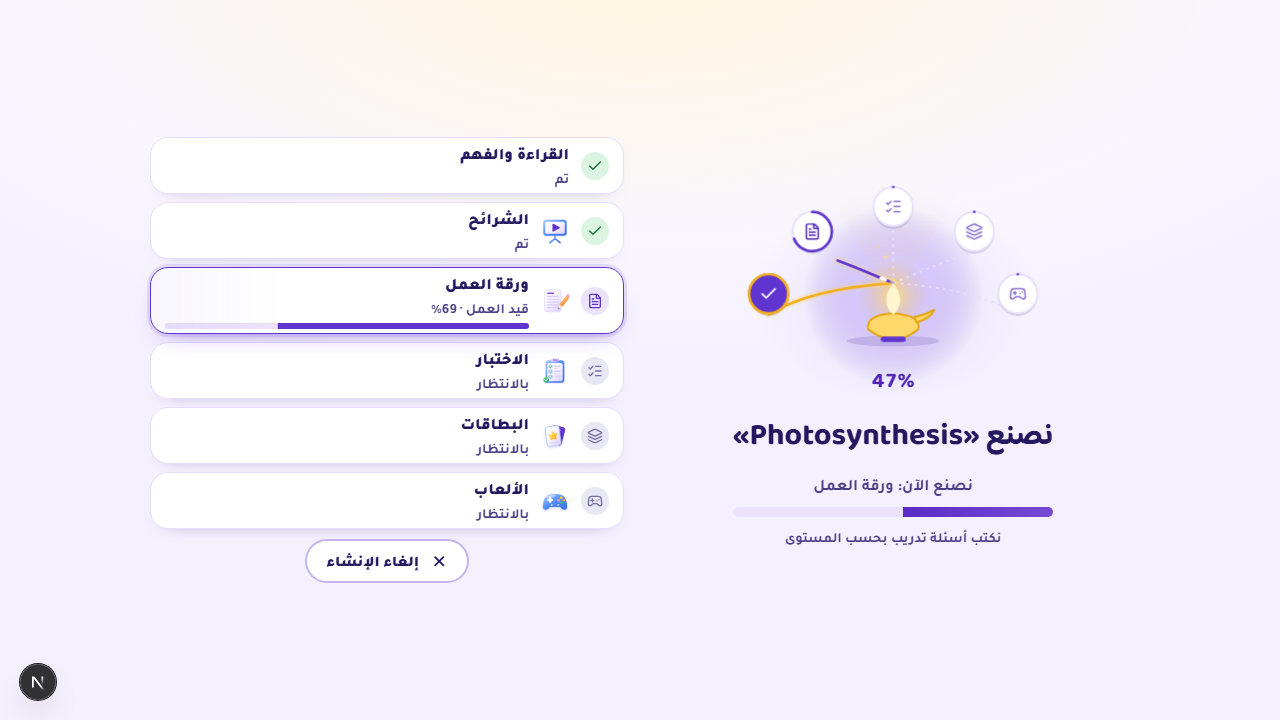 47%
نصنع «Photosynthesis»
نصنع الآن: ورقة العمل
نكتب أسئلة تدريب بحسب المستوى
القراءة والفهم
تم
الشرائح
تم
ورقة العمل
قيد العمل · 69%
الاختبار
بالانتظار
البطاقات
بالانتظار
الألعاب
بالانتظار
إلغاء الإنشاء
N